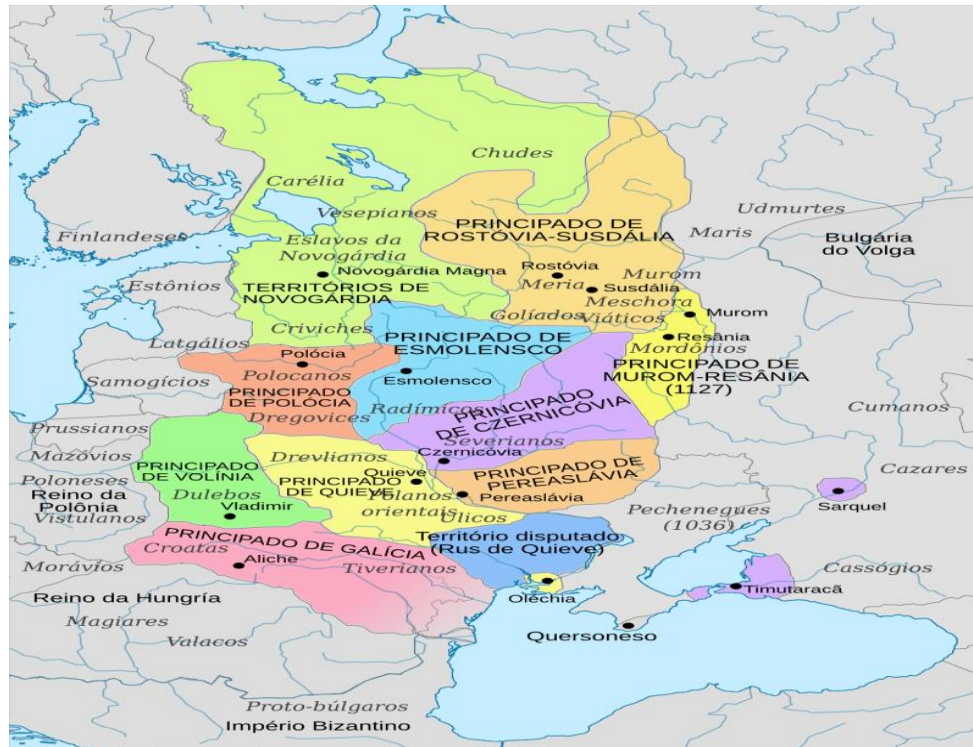 Chudes
Carélia
Vesepianos
Udmurtes
PRINCIPADO DE
ROSTÓVIA-SUSDÁLIA
Maris
Bulgária
do Volga
Finlandeses
Eslavos da
Novogárdia
Novogárdia Magna
TERRITÓRIOS DE
NOVOGÁRDIA
Rostóvia
Meria
Susdália
Murom
Meschora
Estônios
Golíados
Viáticos
Murom
Criviches
PRINCIPADO DE
ESMOLENSCO
Resânia
Mordônios
Latgálios
Polócia
Polocanos
Esmolensco
PRINCIPADO DE
MUROM-RESÂNIA
(1127)
Samogícios
PRINCIPADO
DE POLÓCIA
Dregovices
Radímicos
PRINCIPADO
DE CZERNICÓVIA
Cumanos
Prussianos
Severianos
Mazóvios
Drevlianos
Czernicóvia
PRINCIPADO
DE VOLÍNIA
Poloneses
Quieve
PRINCIPADO
DE QUIEVE
PRINCIPADO DE
PEREASLÁVIA
Cazares
Reino da
Polônia
Dulebos
Polanos
orientais
Pereaslávia
Vladimir
Sarquel
Vistulanos
Ulicos
Pechenegues
(1036)
PRINCIPADO DE GALÍCIA
Território disputado
(Rus de Quieve)
Croatas
Aliche
Tiverianos
Morávios
Cassógios
Reino da Hungría
Oléchia
Timutaracã
Magiares
Quersoneso
Valacos
Proto-búlgaros
Império Bizantino